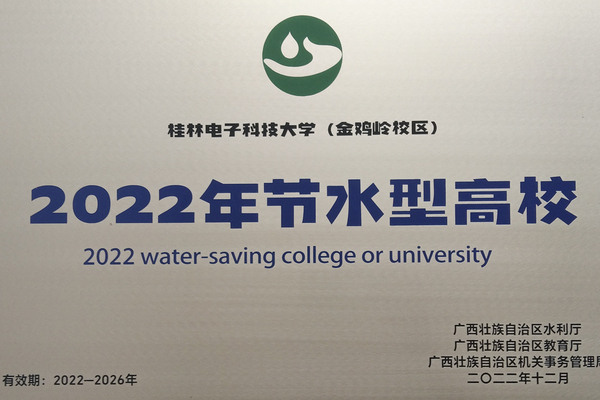 桂林电子科技大学（金鸡岭校区）
2022年节水型高校
2022 water-saving college or university
广西壮族自治区水利厅
广西壮族自治区教育厅
广西壮族自治区机关事务管理局
有效期：2022—2026年
二〇二二年十二月